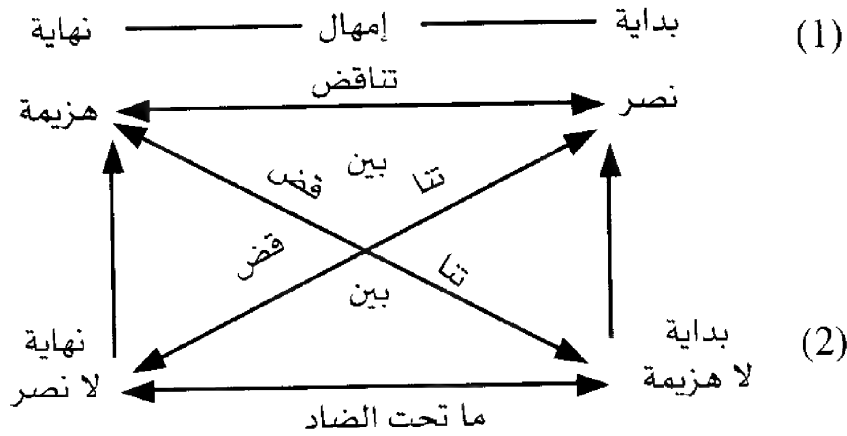 (1) بداية إمهال نهاية
تناقض
نصر هزيمة
بين
تنا قض
تنا قض
بين
(2) بداية نهاية
لا هزيمة لا نصر
ما تحت الضاد